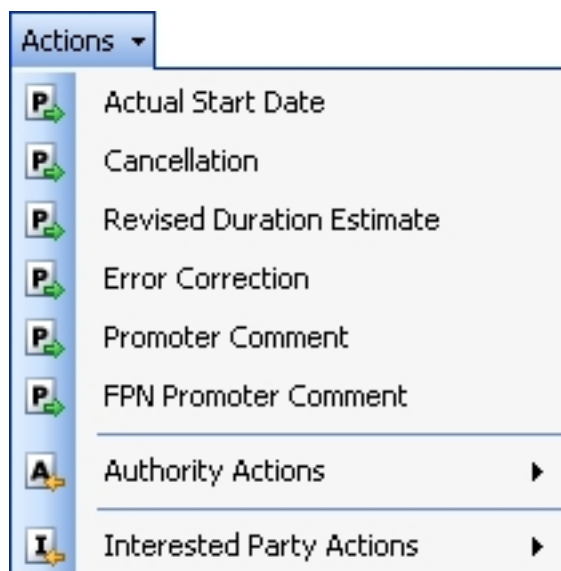 Actions
P Actual Start Date
P Cancellation
P Revised Duration Estimate
P Error Correction
P Promoter Comment
P FPN Promoter Comment
A Authority Actions
I Interested Party Actions